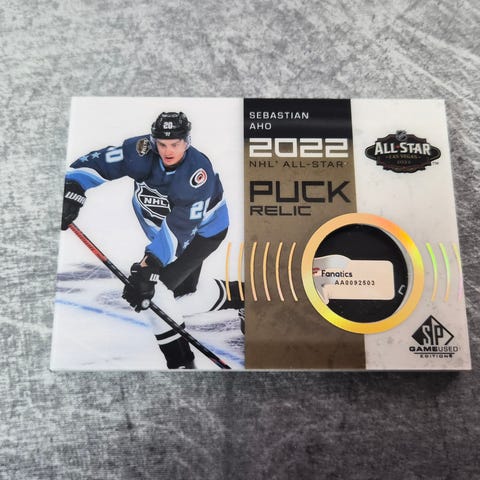 SEBASTIAN
AHO
2022
NHL® ALL-STAR
PUCK
RELIC
ALL STAR
LAS VEGAS
2022
TM
20
20
NHL
Fanatics
AA0092503
SP
GAME USED
EDITION